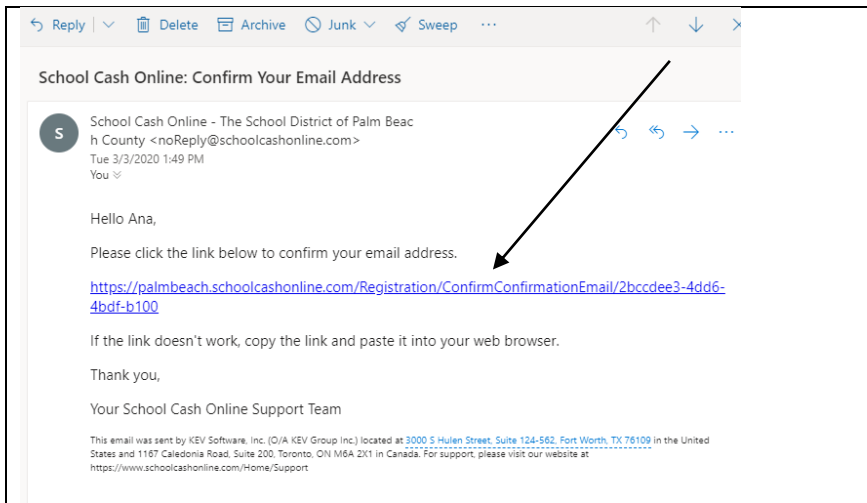 Reply Delete Archive Junk Sweep ...
School Cash Online: Confirm Your Email Address
S
School Cash Online - The School District of Palm Beac
h County <noReply@schoolcashonline.com>
Tue 3/3/2020 1:49 PM
You
Hello Ana,
Please click the link below to confirm your email address.
https://palmbeach.schoolcashonline.com/Registration/ConfirmConfirmationEmail/2bccdee3-4dd6-
4bdf-b100
If the link doesn't work, copy the link and paste it into your web browser.
Thank you,
Your School Cash Online Support Team
This email was sent by KEV Software, Inc. (O/A KEV Group Inc.) located at 3000 S Hulen Street, Suite 124-562, Fort Worth, TX 76109 in the United
States and 1167 Caledonia Road, Suite 200, Toronto, ON M6A 2X1 in Canada. For support, please visit our website at
https://www.schoolcashonline.com/Home/Support